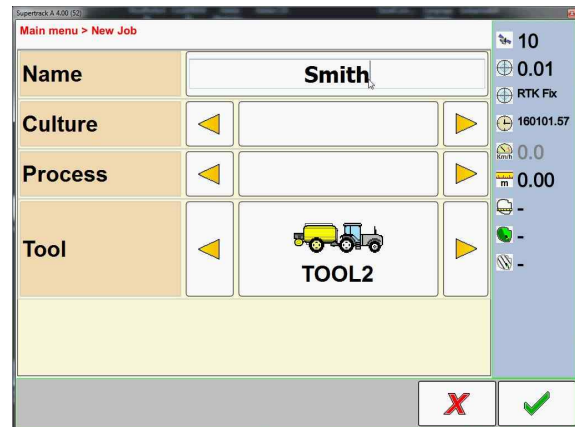 Supertrack A 4.00 (52)
Main menu > New Job
Name
Smith
Culture
Process
Tool
TOOL2
10
0.01
RTK Fix
160101.57
Km/h
0.0
m
0.00
-
-
-